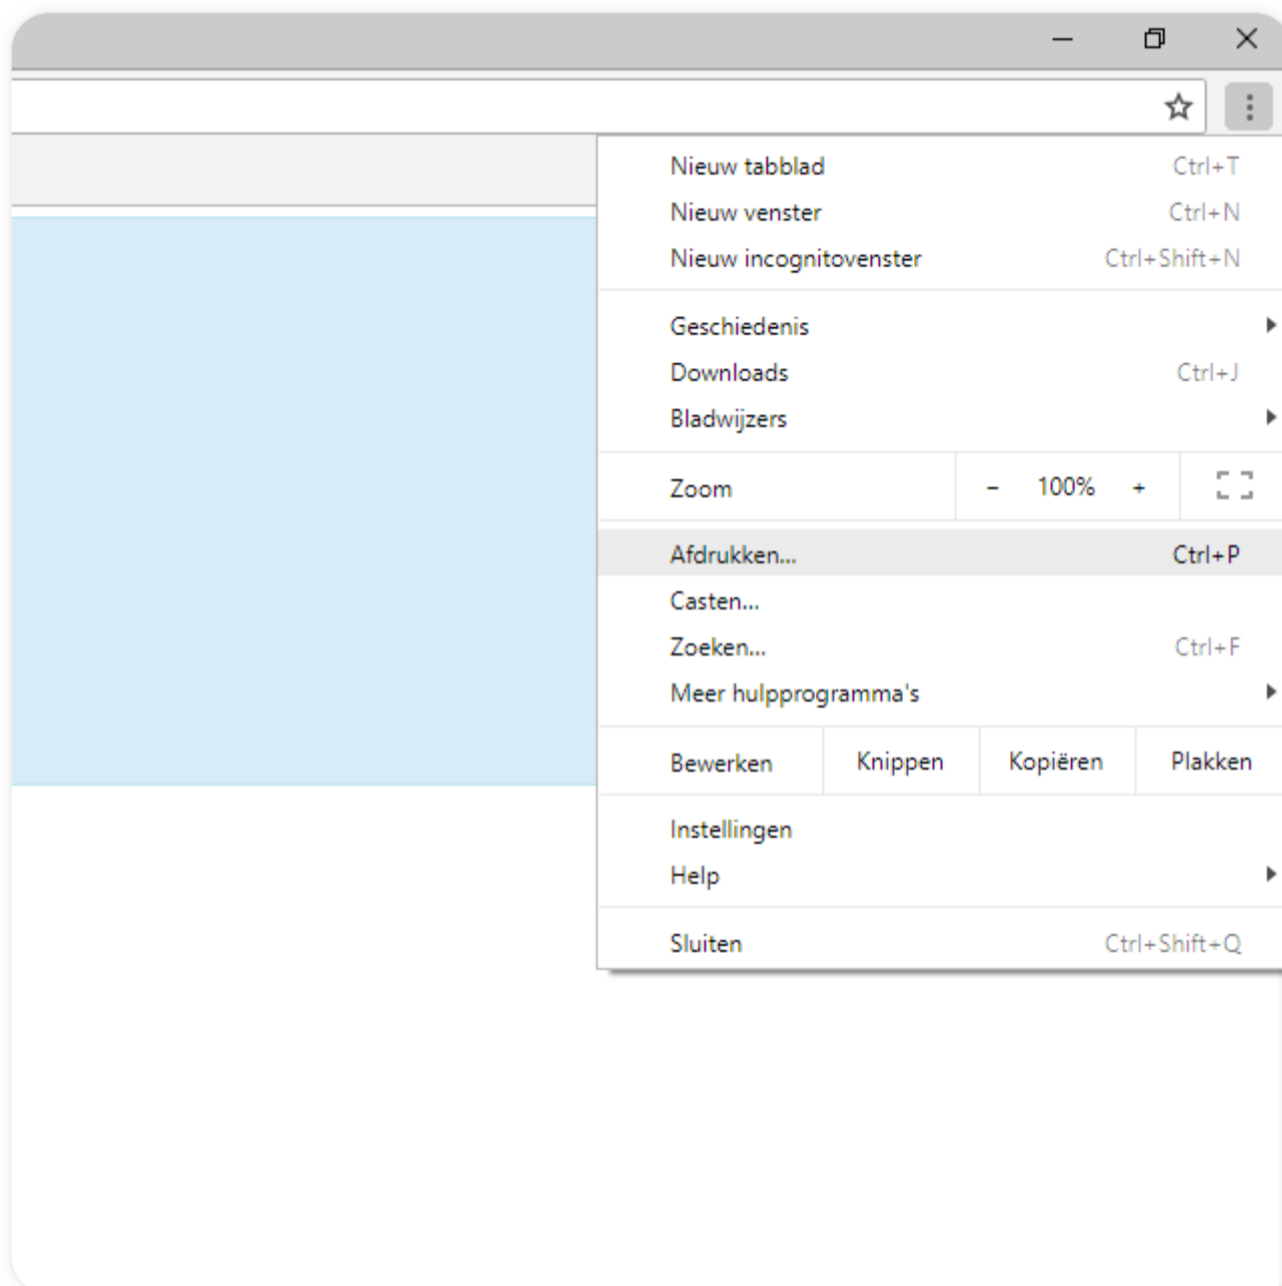 Nieuw tabblad Ctrl+T
Nieuw venster Ctrl+N
Nieuw incognitovenster Ctrl+Shift+N
Geschiedenis
Downloads Ctrl+J
Bladwijzers
Zoom - 100% +
Afdrukken... Ctrl+P
Casten...
Zoeken... Ctrl+F
Meer hulpprogramma's
Bewerken Knippen Kopiëren Plakken
Instellingen
Help
Sluiten Ctrl+Shift+Q